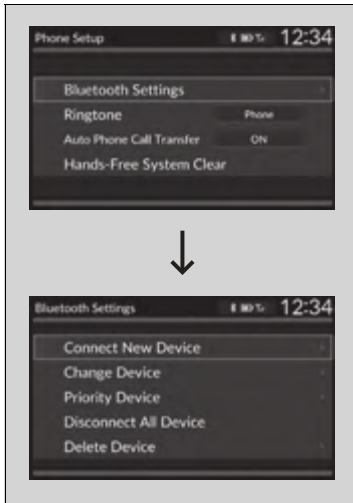 Phone Setup 12:34
Bluetooth Settings
Ringtone Phone
Auto Phone Call Transfer ON
Hands-Free System Clear
Bluetooth Settings 12:34
Connect New Device
Change Device
Priority Device
Disconnect All Device
Delete Device